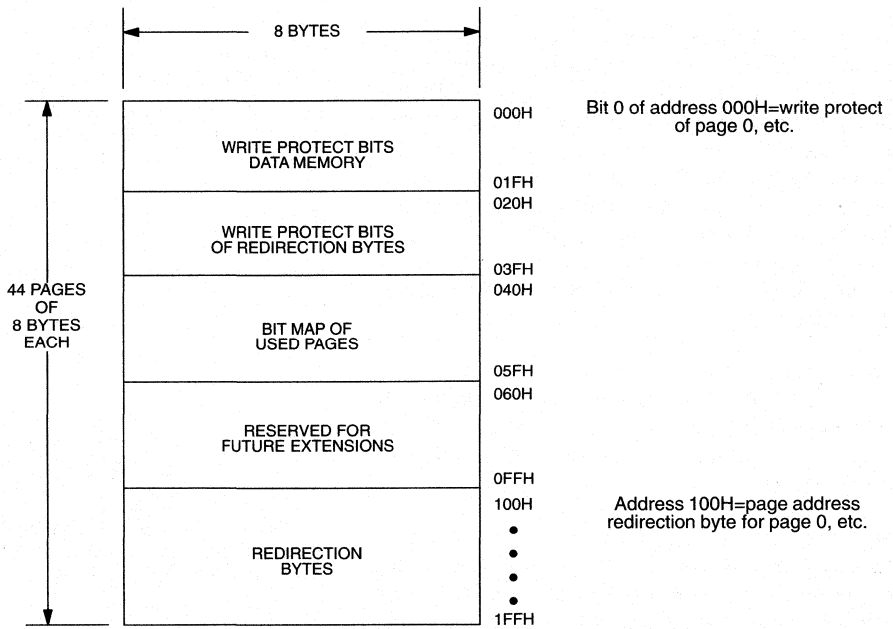 8 BYTES
000H
Bit 0 of address 000H=write protect
of page 0, etc.
WRITE PROTECT BITS
DATA MEMORY
01FH
020H
WRITE PROTECT BITS
OF REDIRECTION BYTES
03FH
040H
44 PAGES
OF
8 BYTES
EACH
BIT MAP OF
USED PAGES
05FH
060H
RESERVED FOR
FUTURE EXTENSIONS
0FFH
100H
Address 100H=page address
redirection byte for page 0, etc.
REDIRECTION
BYTES
1FFH